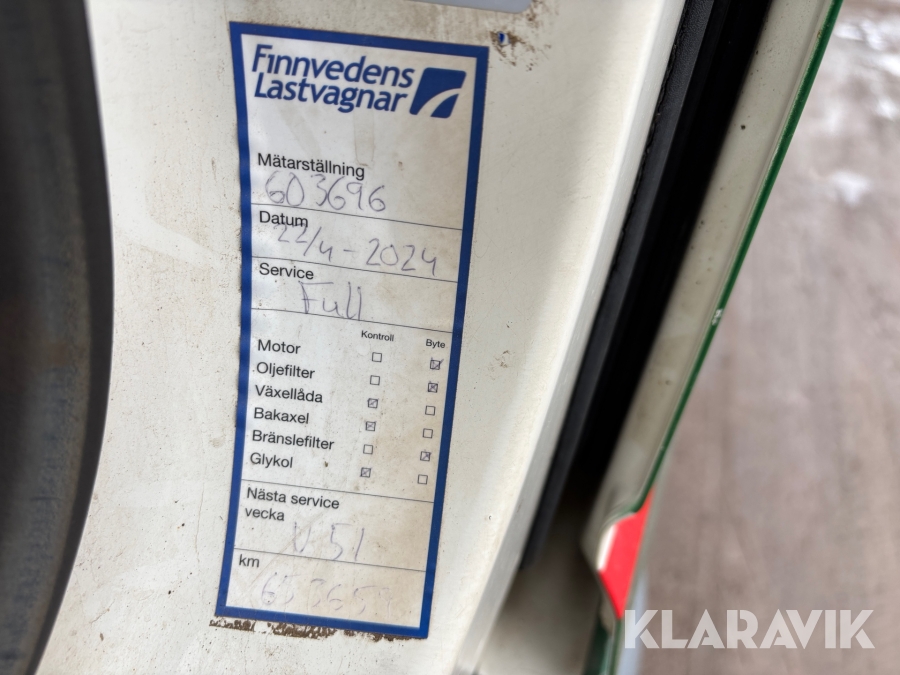 Finnvedens
Lastvagnar
Mätarställning
603696
Datum
22/4 - 2024
Service
Full
Kontroll Byte
Motor
Oljefilter
Växellåda
Bakaxel
Bränslefilter
Glykol
Nästa service
vecka
V 51
km
KLARAVIK